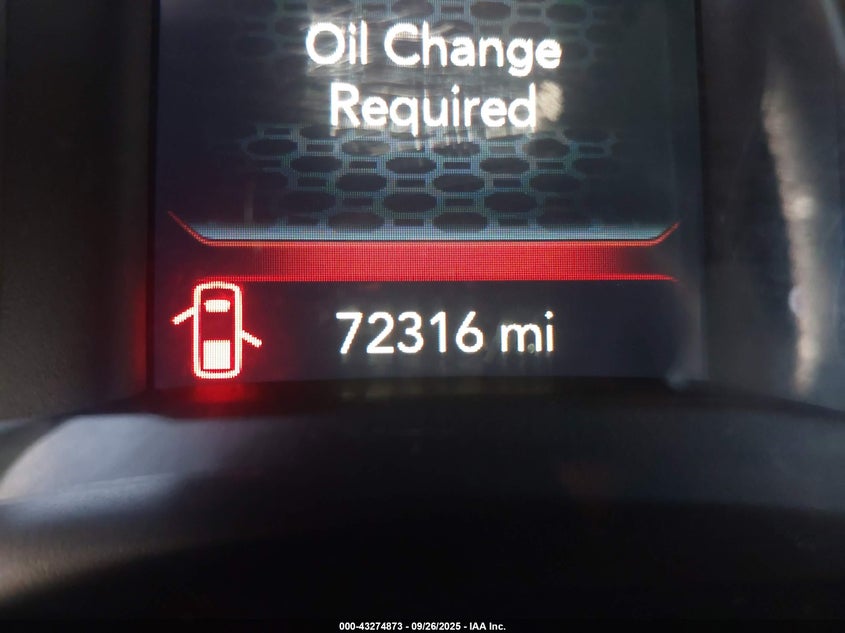 Oil Change
Required
72316 mi
000-43274873 - 09/26/2025 - IAA Inc.